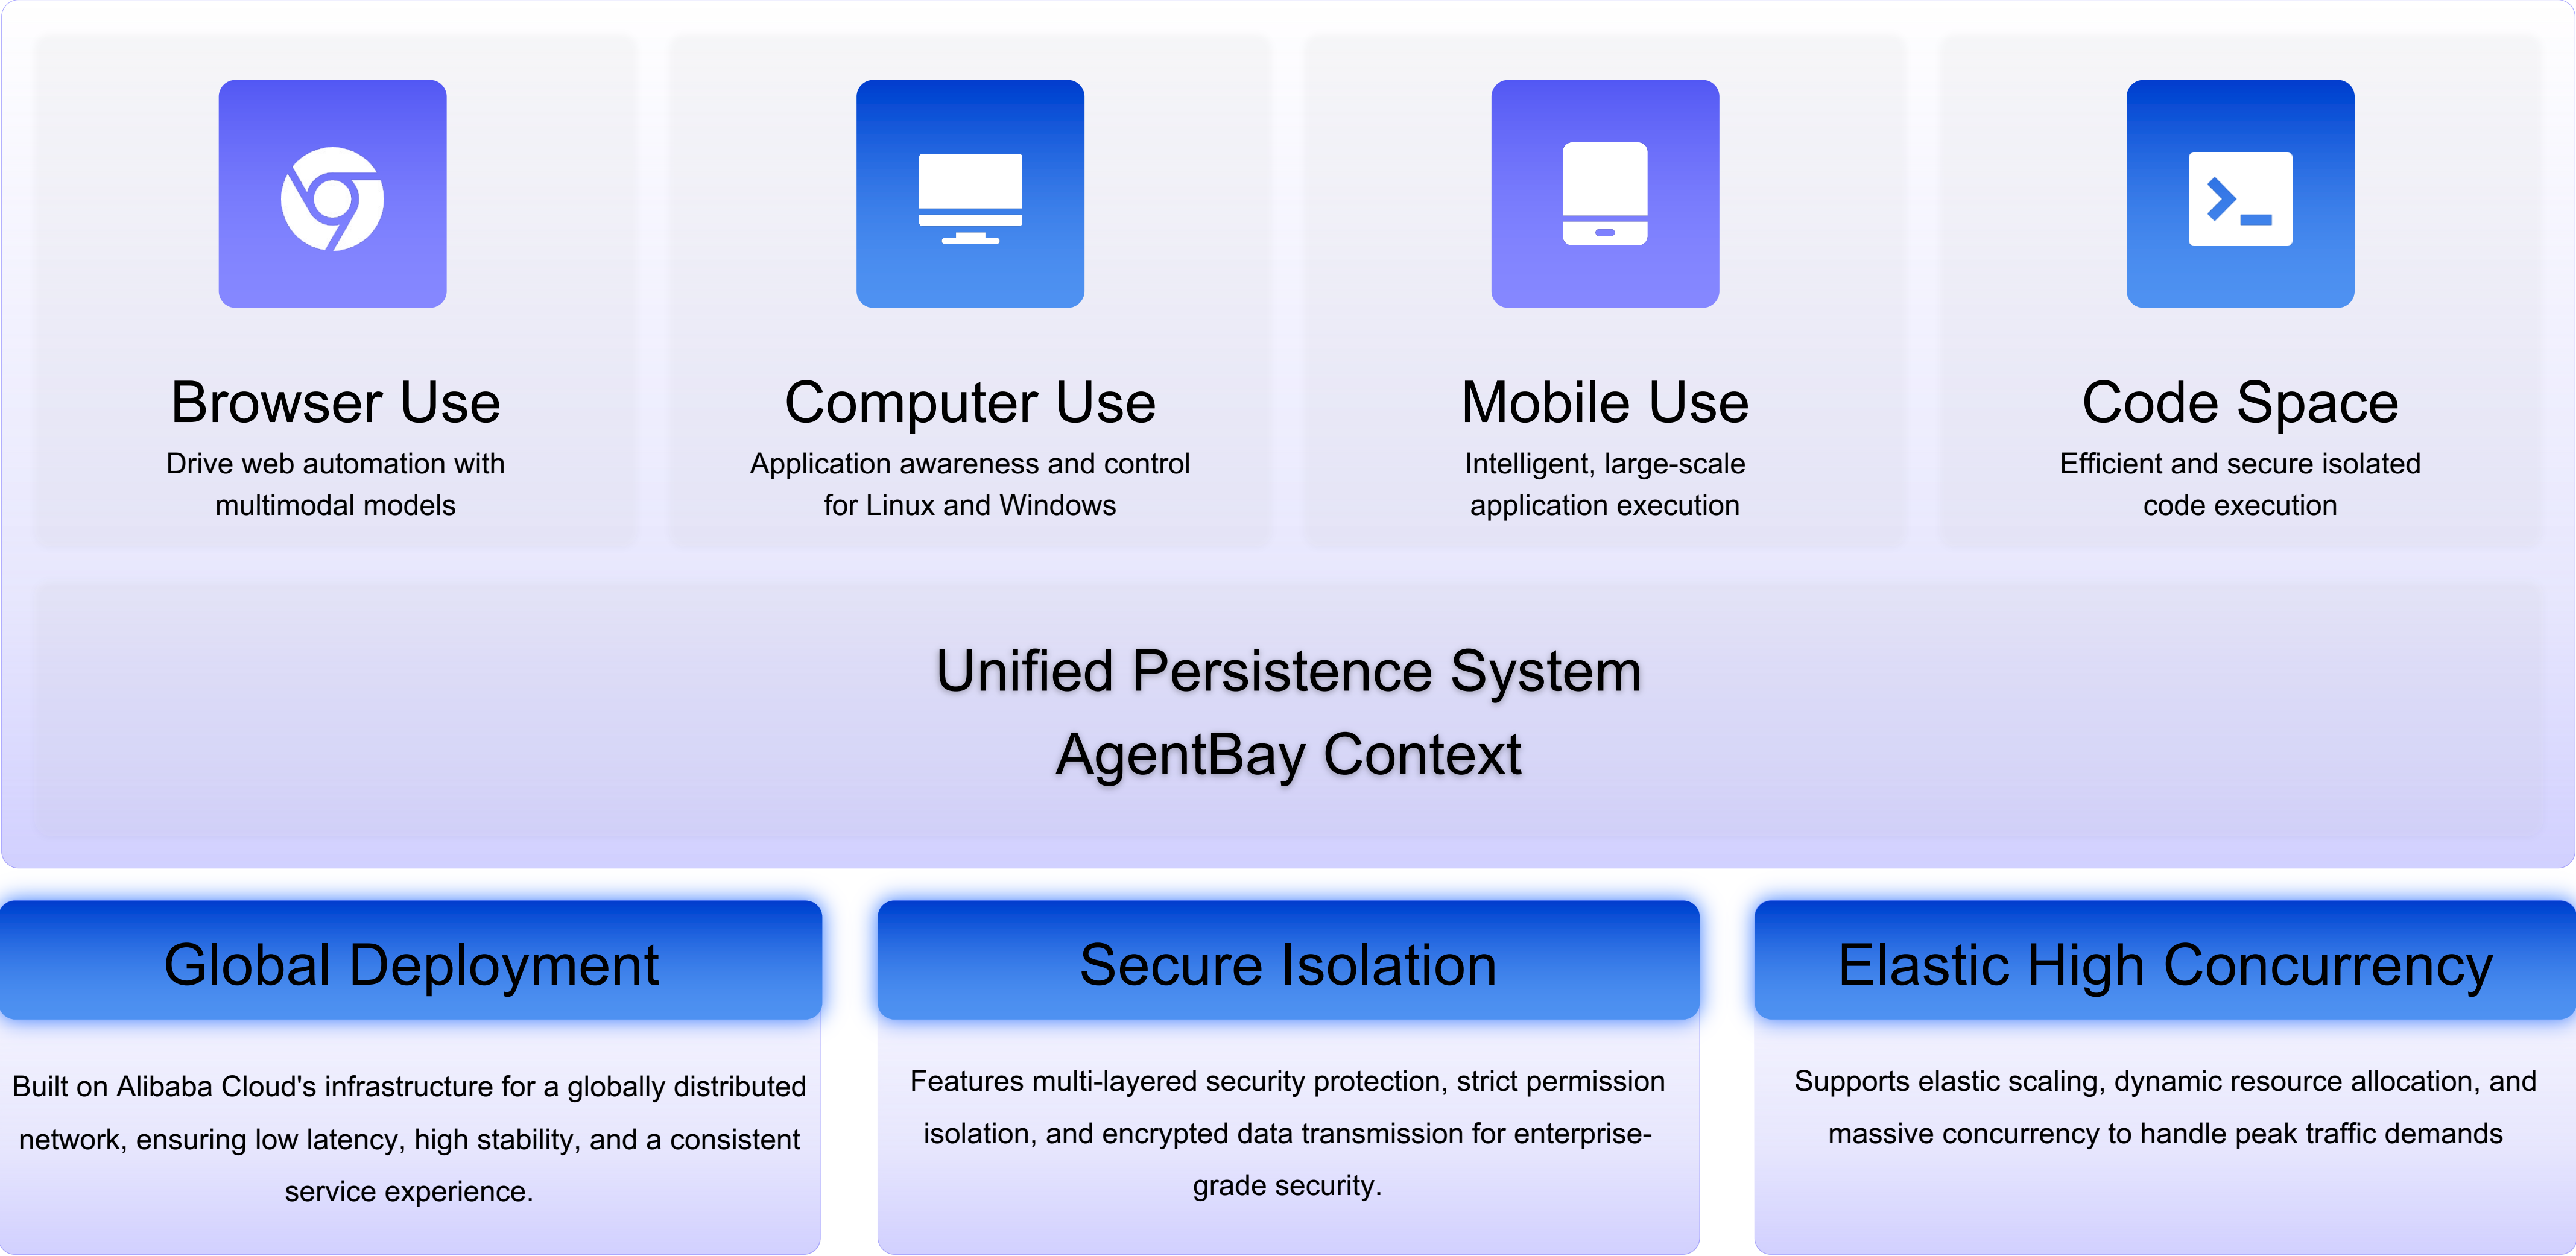 Browser Use
Drive web automation with
multimodal models
Computer Use
Application awareness and control
for Linux and Windows
Mobile Use
Intelligent, large-scale
application execution
Code Space
Efficient and secure isolated
code execution
Unified Persistence System
AgentBay Context
Global Deployment
Built on Alibaba Cloud's infrastructure for a globally distributed
network, ensuring low latency, high stability, and a consistent
service experience.
Secure Isolation
Features multi-layered security protection, strict permission
isolation, and encrypted data transmission for enterprise-
grade security.
Elastic High Concurrency
Supports elastic scaling, dynamic resource allocation, and
massive concurrency to handle peak traffic demands